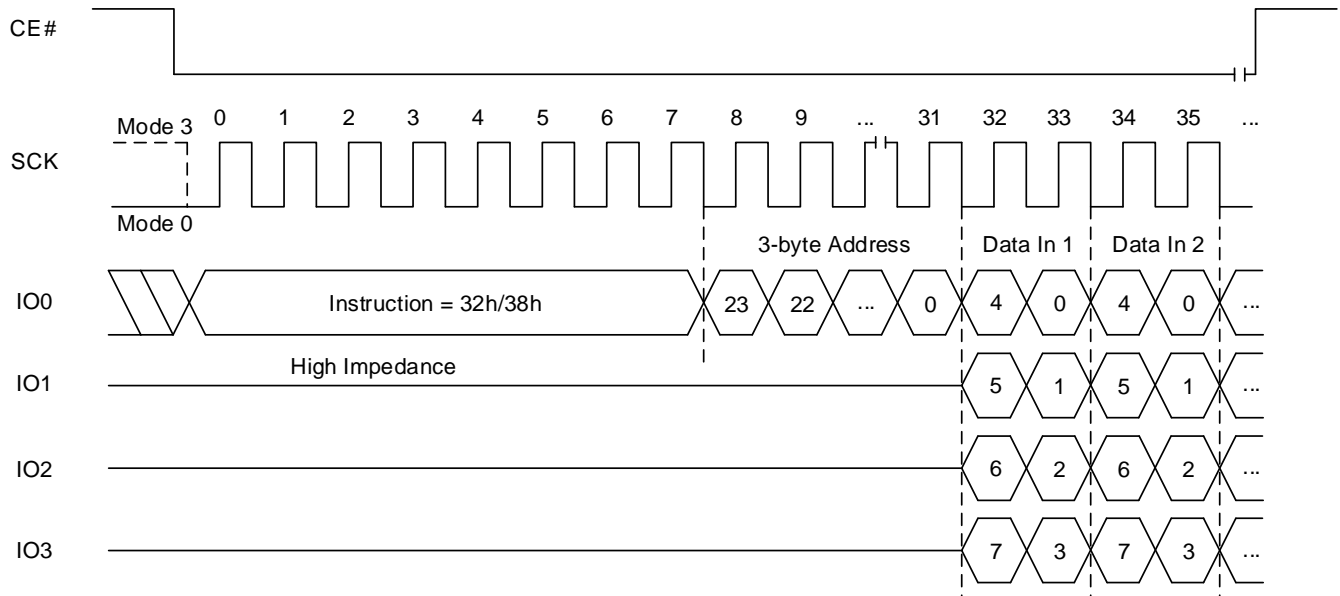 CE#
Mode 3
0 1 2 3 4 5 6 7 8 9 ... 31 32 33 34 35 ...
SCK
Mode 0
3-byte Address Data In 1 Data In 2
IO0 Instruction = 32h/38h 23 22 ... 0 4 0 4 0 ...
High Impedance
IO1 5 1 5 1 ...
IO2 6 2 6 2 ...
IO3 7 3 7 3 ...